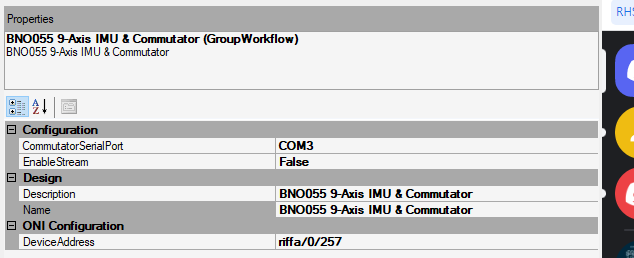 Properties
RHS
BNO055 9-Axis IMU & Commutator (GroupWorkflow)
BNO055 9-Axis IMU & Commutator
Configuration
CommutatorSerialPort COM3
EnableStream False
Design
Description BNO055 9-Axis IMU & Commutator
Name BNO055 9-Axis IMU & Commutator
ONI Configuration
DeviceAddress riffa/0/257